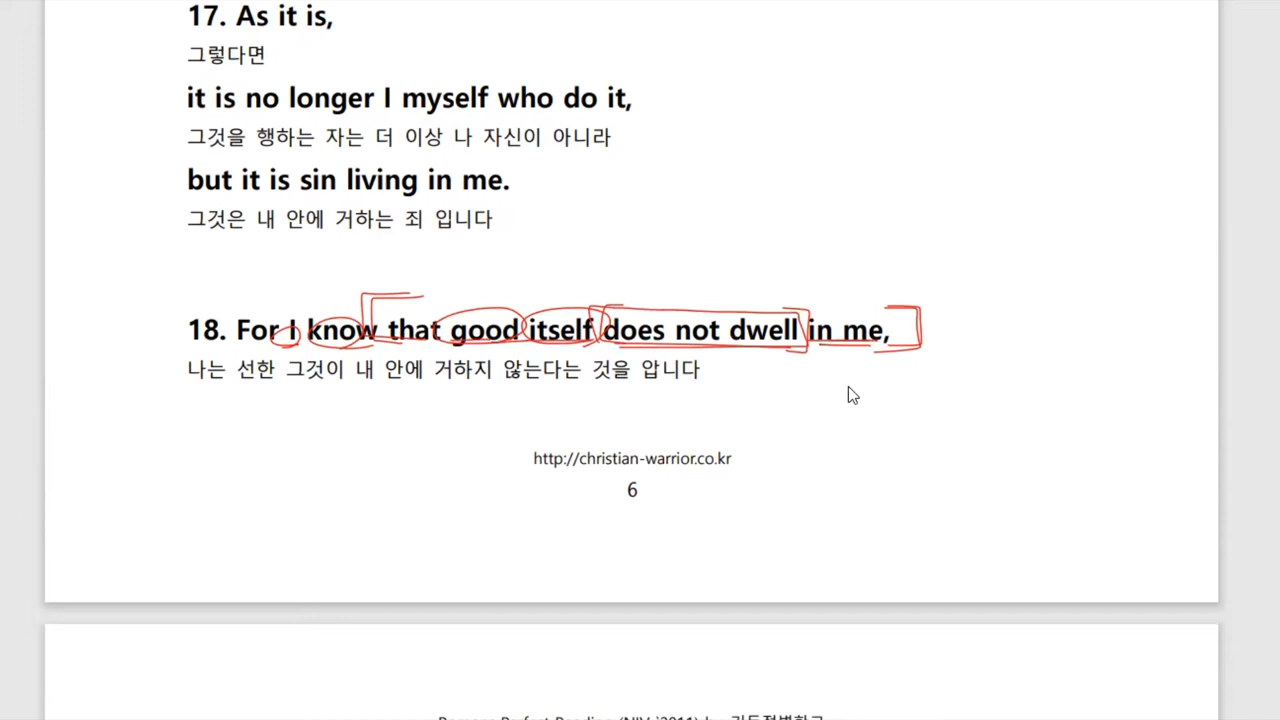 17. As it is,
그렇다면
it is no longer I myself who do it,
그것을 행하는 자는 더 이상 나 자신이 아니라
but it is sin living in me.
그것은 내 안에 거하는 죄 입니다
18. For I know that good itself does not dwell in me,
나는 선한 그것이 내 안에 거하지 않는다는 것을 압니다
http://christian-warrior.co.kr
6